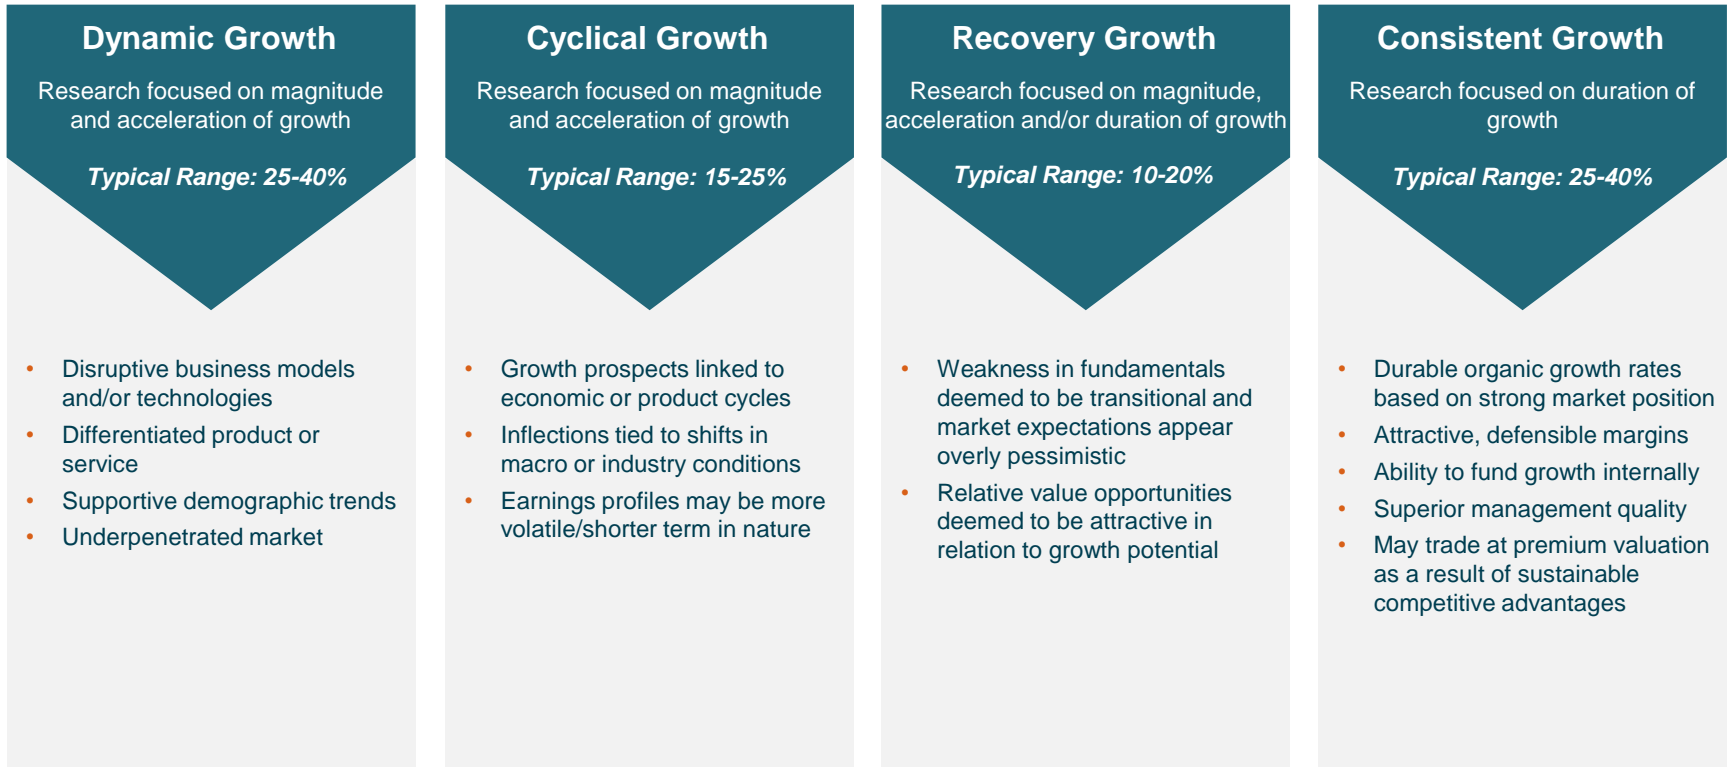 Dynamic Growth
Research focused on magnitude
and acceleration of growth
Typical Range: 25-40%
• Disruptive business models
and/or technologies
• Differentiated product or
service
• Supportive demographic trends
• Underpenetrated market
Cyclical Growth
Research focused on magnitude
and acceleration of growth
Typical Range: 15-25%
• Growth prospects linked to
economic or product cycles
• Inflections tied to shifts in
macro or industry conditions
• Earnings profiles may be more
volatile/shorter term in nature
Recovery Growth
Research focused on magnitude,
acceleration and/or duration of growth
Typical Range: 10-20%
• Weakness in fundamentals
deemed to be transitional and
market expectations appear
overly pessimistic
• Relative value opportunities
deemed to be attractive in
relation to growth potential
Consistent Growth
Research focused on duration of
growth
Typical Range: 25-40%
• Durable organic growth rates
based on strong market position
• Attractive, defensible margins
• Ability to fund growth internally
• Superior management quality
• May trade at premium valuation
as a result of sustainable
competitive advantages